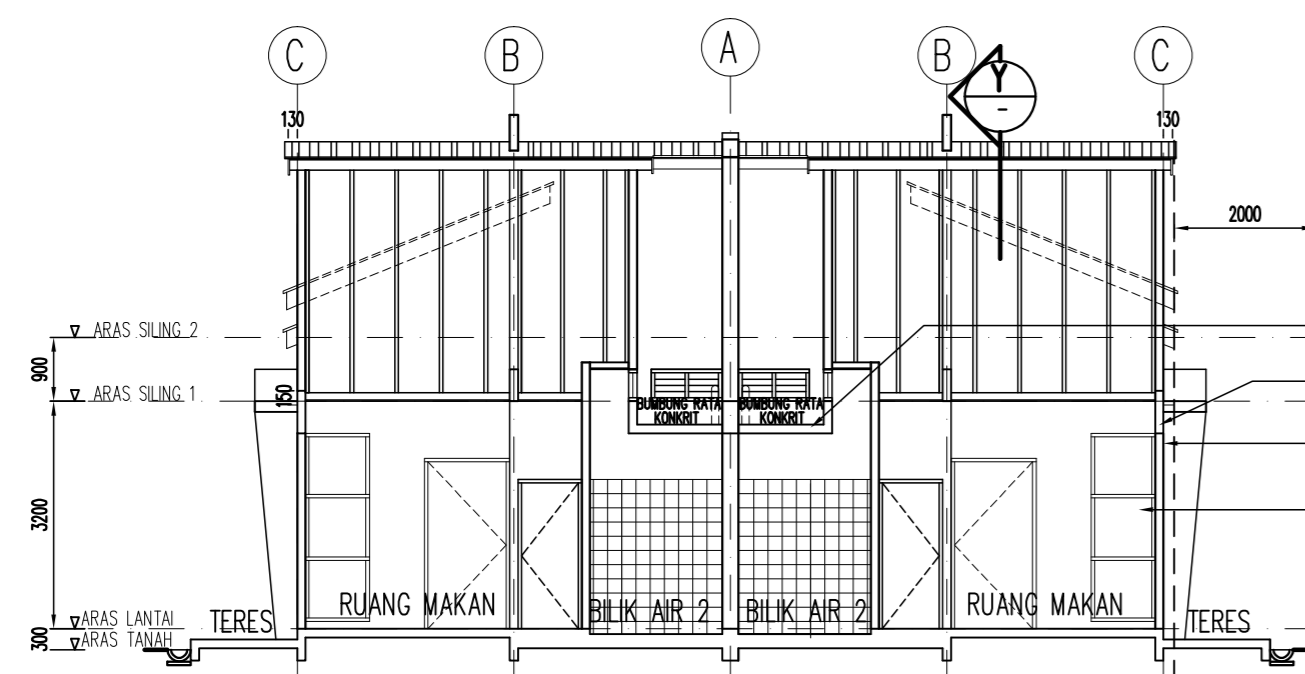 C
B
A
B
C
Y
-
130
130
2000
ARAS SILING 2
900
ARAS SILING 1
150
BUMBUNG RATA
KONKRIT
BUMBUNG RATA
KONKRIT
3200
RUANG MAKAN
BILIK AIR 2
BILIK AIR 2
RUANG MAKAN
ARAS LANTAI
TERES
TERES
300
ARAS TANAH